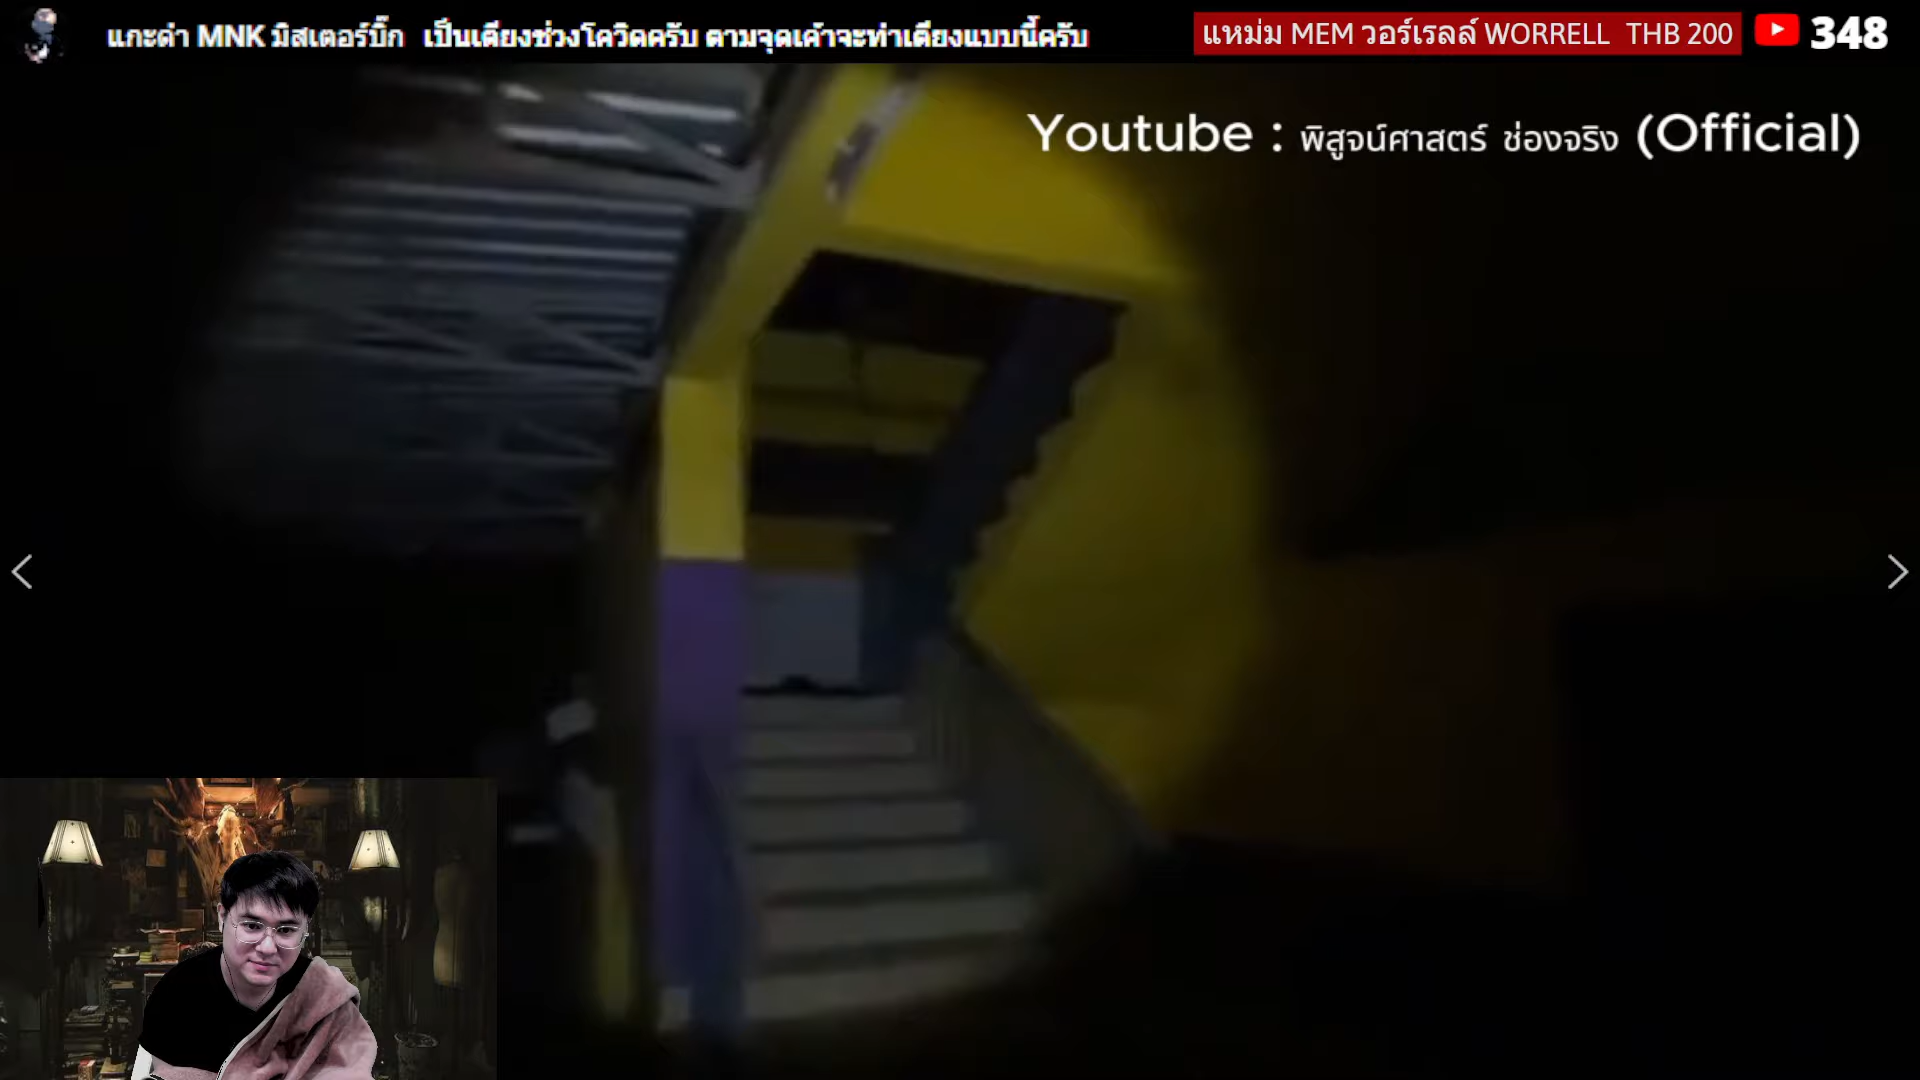 แกะดำ MNK มิสเตอร์บิ๊ก เป็นเตียงช่วงโควิดครับ ตามจุดเค้าจะทำเตียงแบบนี้ครับ
แหม่ม MEM วอร์เรลล์ WORRELL THB 200
348
Youtube : พิสูจน์ศาสตร์ ช่องจริง (Official)